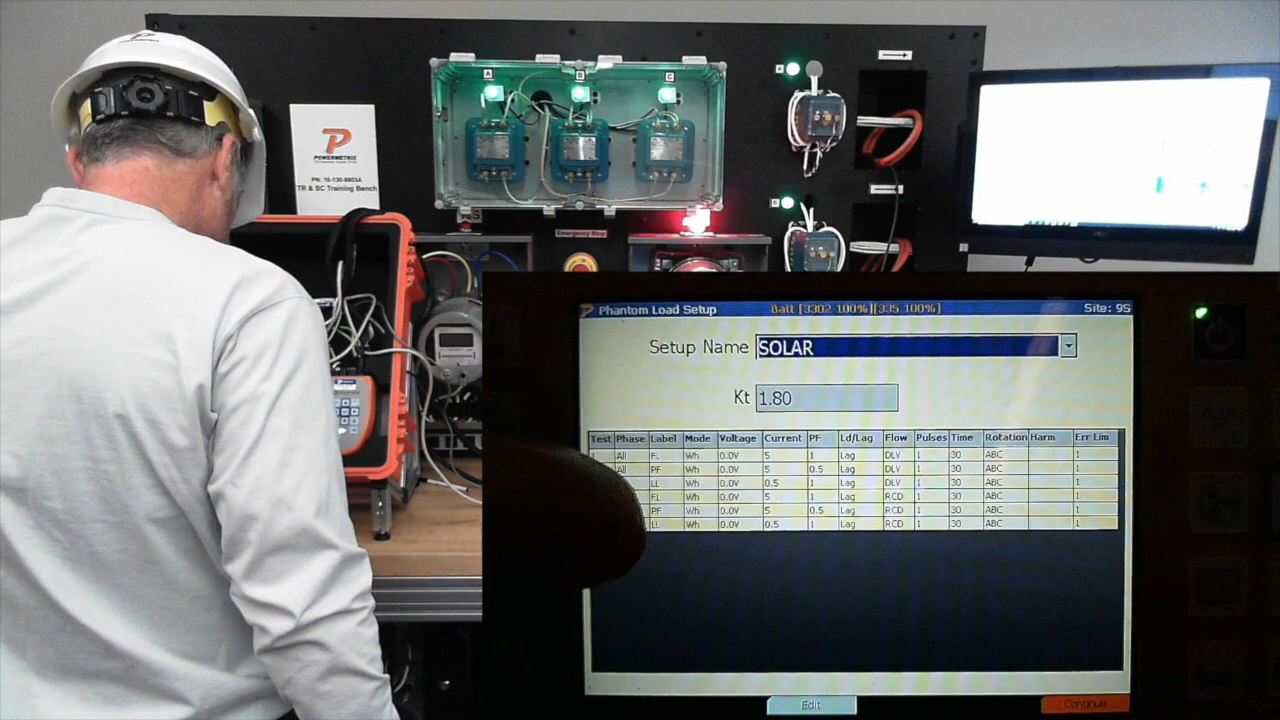 POWERMETRIX
PN: 10-130-8803A
TR & SC Training Bench
A
B
C
A
B
Emergency Stop
Phantom Load Setup Batt [3302 100%][335 100%] Site: 9S
Setup Name SOLAR
Kt 1.80
Test Phase Label Mode Voltage Current PF Ld/Lag Flow Pulses Time Rotation Harm Err Lim
All FL Wh 0.0V 5 1 Lag DLV 1 30 ABC 1
All PF Wh 0.0V 5 0.5 Lag DLV 1 30 ABC 1
LL Wh 0.0V 0.5 1 Lag DLV 1 30 ABC 1
FL Wh 0.0V 5 1 Lag RCD 1 30 ABC 1
PF Wh 0.0V 5 0.5 Lag RCD 1 30 ABC 1
LL Wh 0.0V 0.5 1 Lag RCD 1 30 ABC 1
Edit Continue